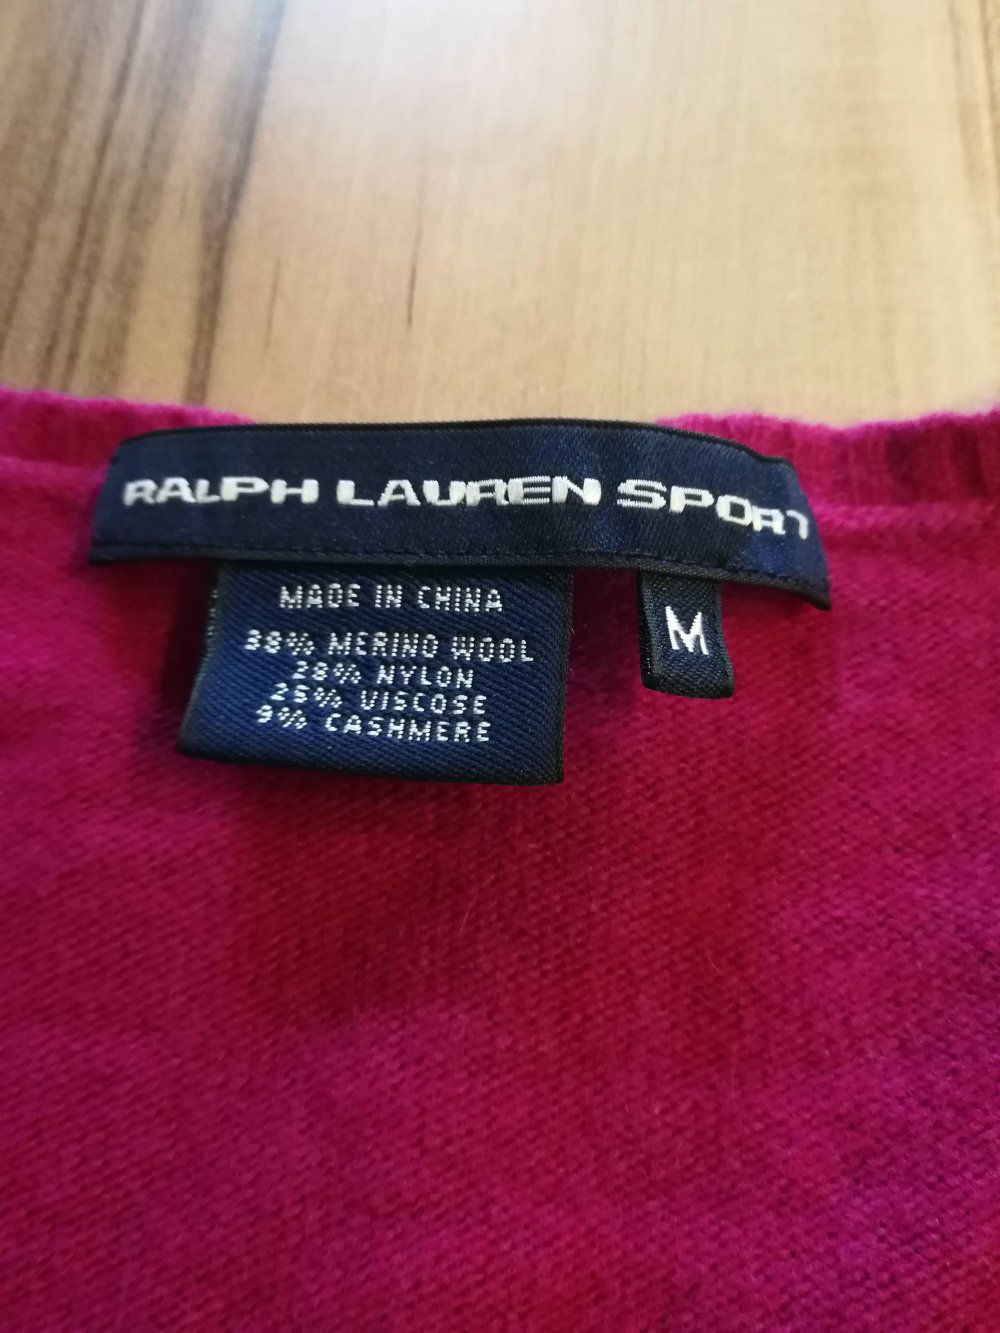 RALPH LAUREN SPORT
MADE IN CHINA
M
38% MERINO WOOL
28% NYLON
25% VISCOSE
9% CASHMERE